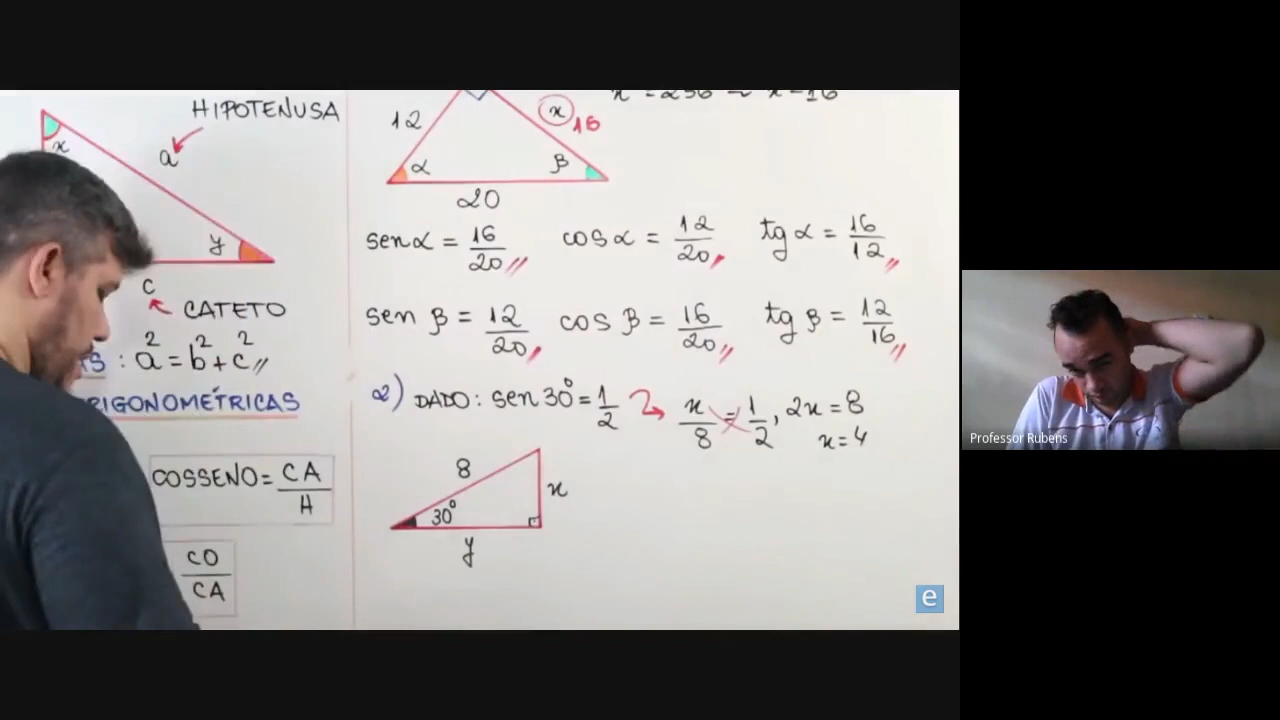 HIPOTENUSA
x
a
y
c
CATETO
: a² = b² + c²
RIGONOMÉTRICAS
COSSENO = CA/H
CO/CA
12
x
16
α
β
20
sen α = 16/20 cos α = 12/20 tg α = 16/12
sen β = 12/20 cos β = 16/20 tg β = 12/16
2) DADO: sen 30° = 1/2 x/8 = 1/2, 2x = 8
x = 4
8
x
30°
y
e
Professor Rubens